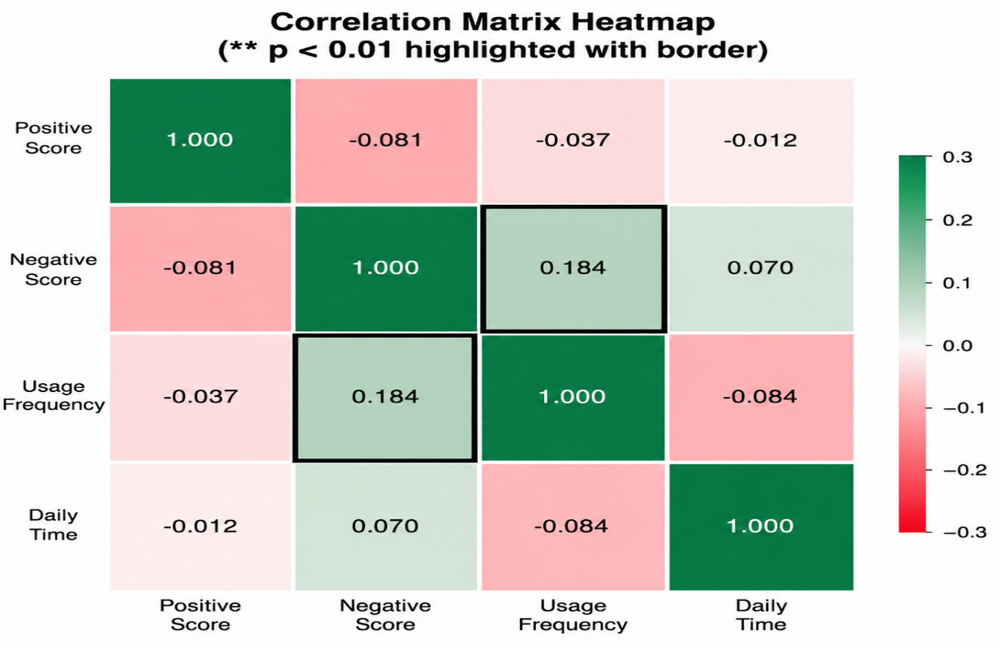 Correlation Matrix Heatmap
(** p < 0.01 highlighted with border)
Positive
Score
1.000
-0.081
-0.037
-0.012
Negative
Score
-0.081
1.000
0.184
0.070
Usage
Frequency
-0.037
0.184
1.000
-0.084
Daily
Time
-0.012
0.070
-0.084
1.000
Positive
Score
Negative
Score
Usage
Frequency
Daily
Time
0.3
0.2
0.1
0.0
−0.1
−0.2
−0.3